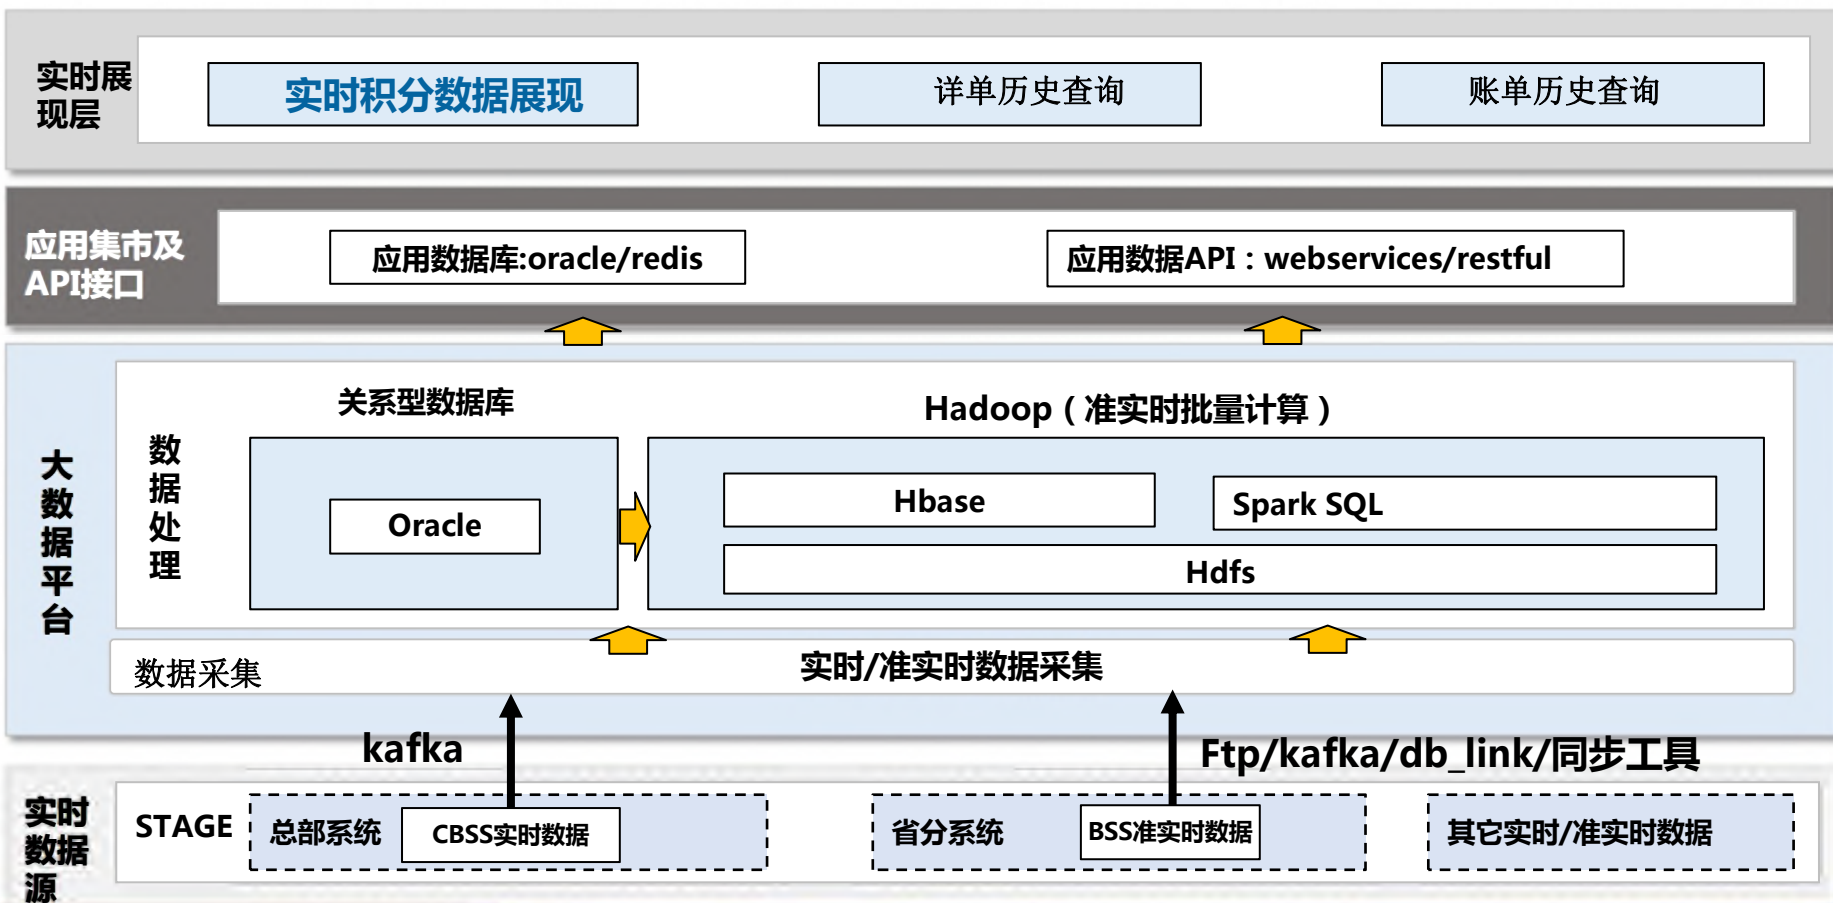 实时展
现层
实时积分数据展现
详单历史查询
账单历史查询
应用集市及
API接口
应用数据库:oracle/redis
应用数据API：webservices/restful
大数据平台
数据处理
关系型数据库
Hadoop（准实时批量计算）
Oracle
Hbase
Spark SQL
Hdfs
数据采集
实时/准实时数据采集
kafka
Ftp/kafka/db_link/同步工具
实时
数据
源
STAGE
总部系统
CBSS实时数据
省分系统
BSS准实时数据
其它实时/准实时数据